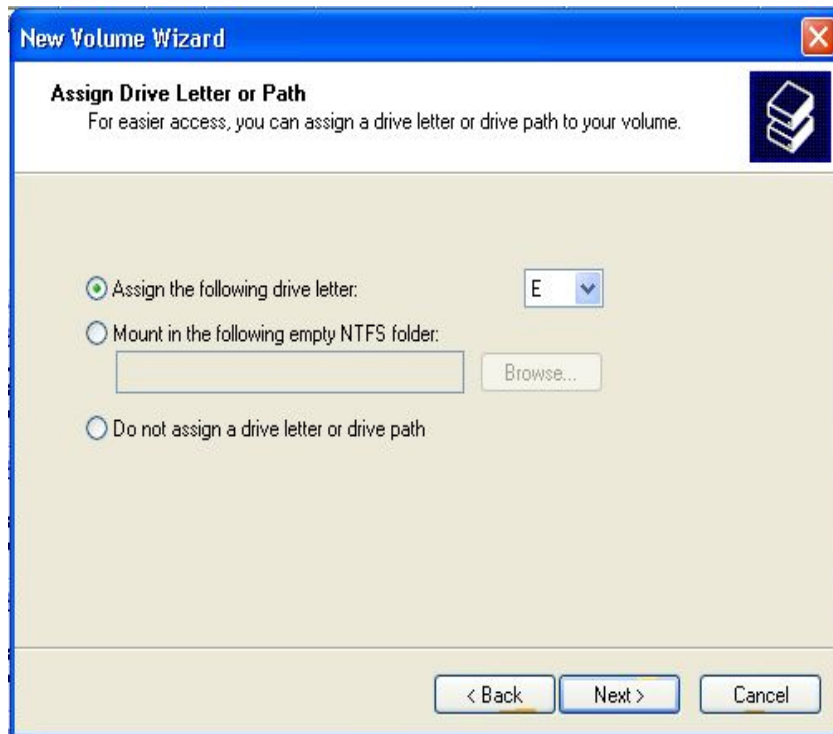 New Volume Wizard
Assign Drive Letter or Path
For easier access, you can assign a drive letter or drive path to your volume.
Assign the following drive letter: E
Mount in the following empty NTFS folder:
Browse...
Do not assign a drive letter or drive path
< Back Next > Cancel